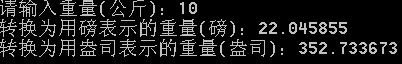 请输入重量(公斤): 10
转换为用磅表示的重量(磅): 22.045855
转换为用盎司表示的重量(盎司): 352.733673